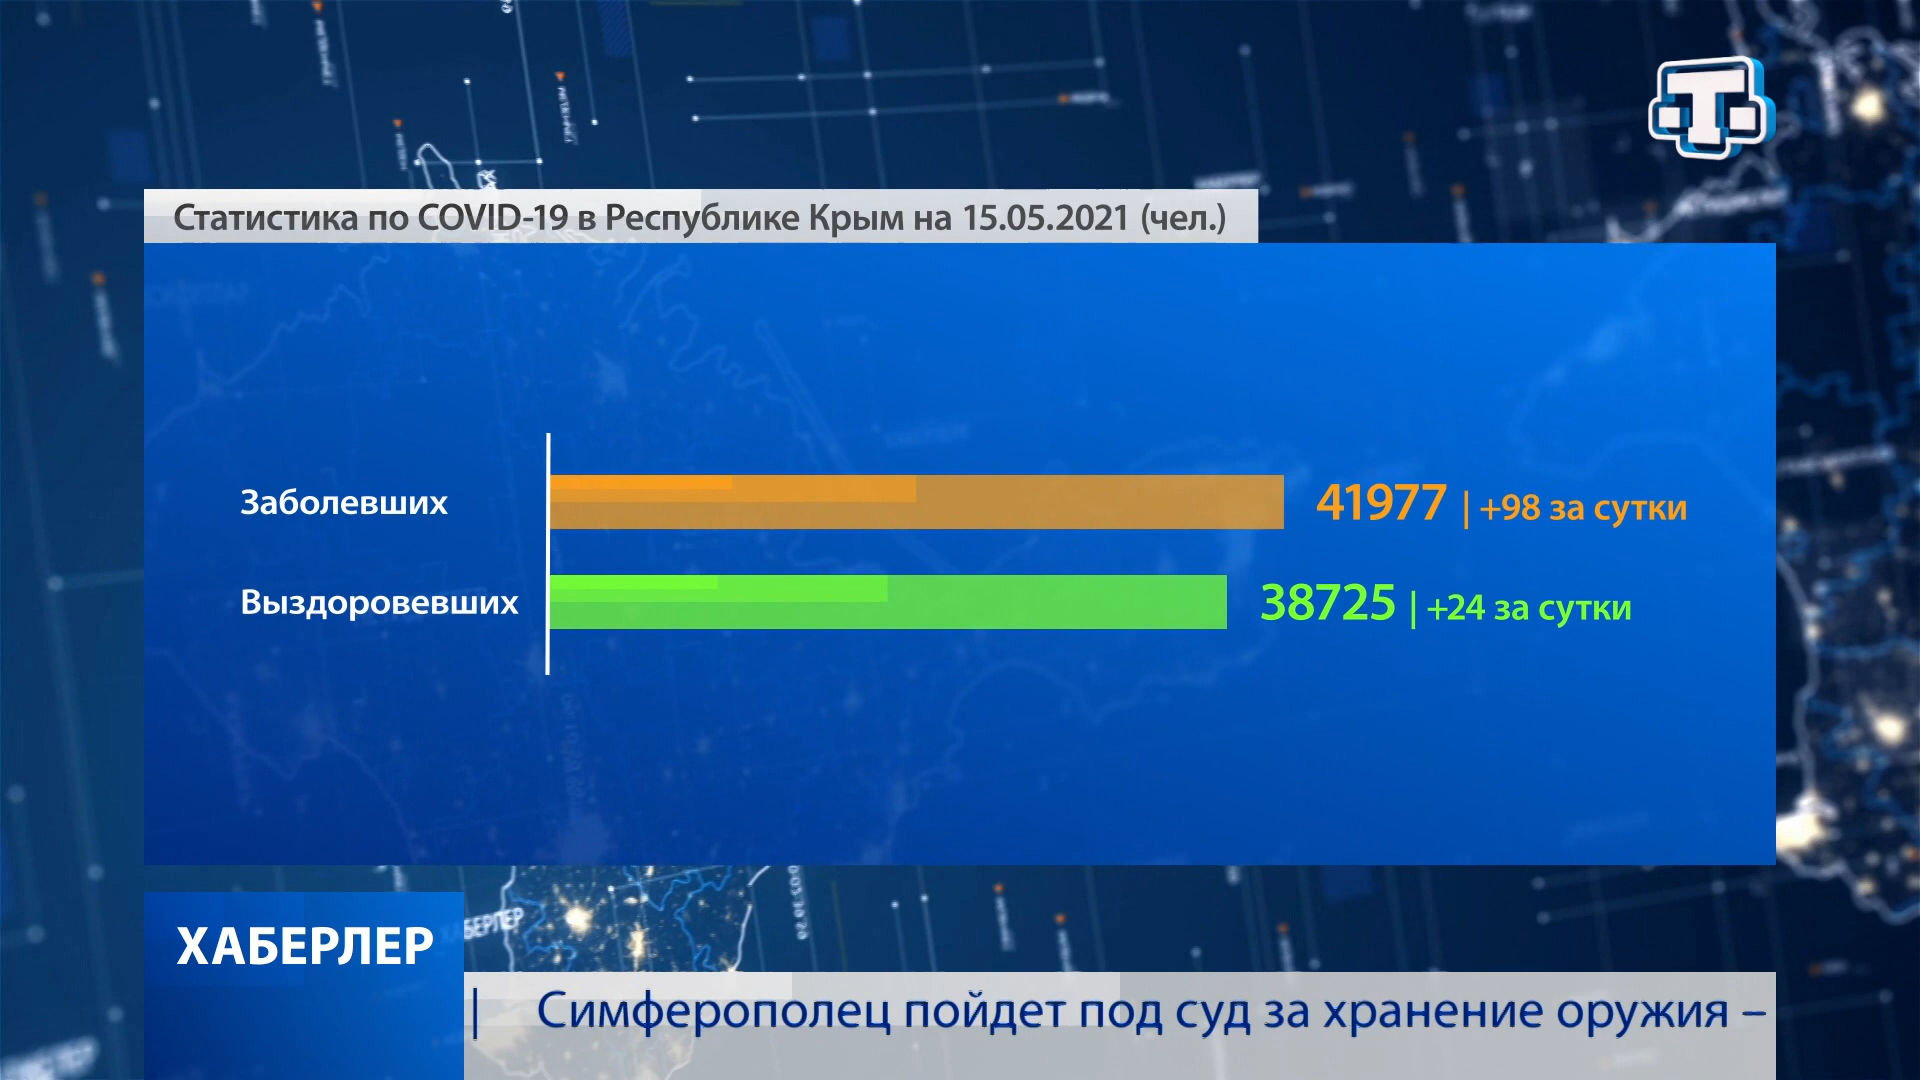 Т
Статистика по COVID-19 в Республике Крым на 15.05.2021 (чел.)
Заболевших 41977 | +98 за сутки
Выздоровевших 38725 | +24 за сутки
ХАБЕРЛЕР
| Симферополец пойдет под суд за хранение оружия –